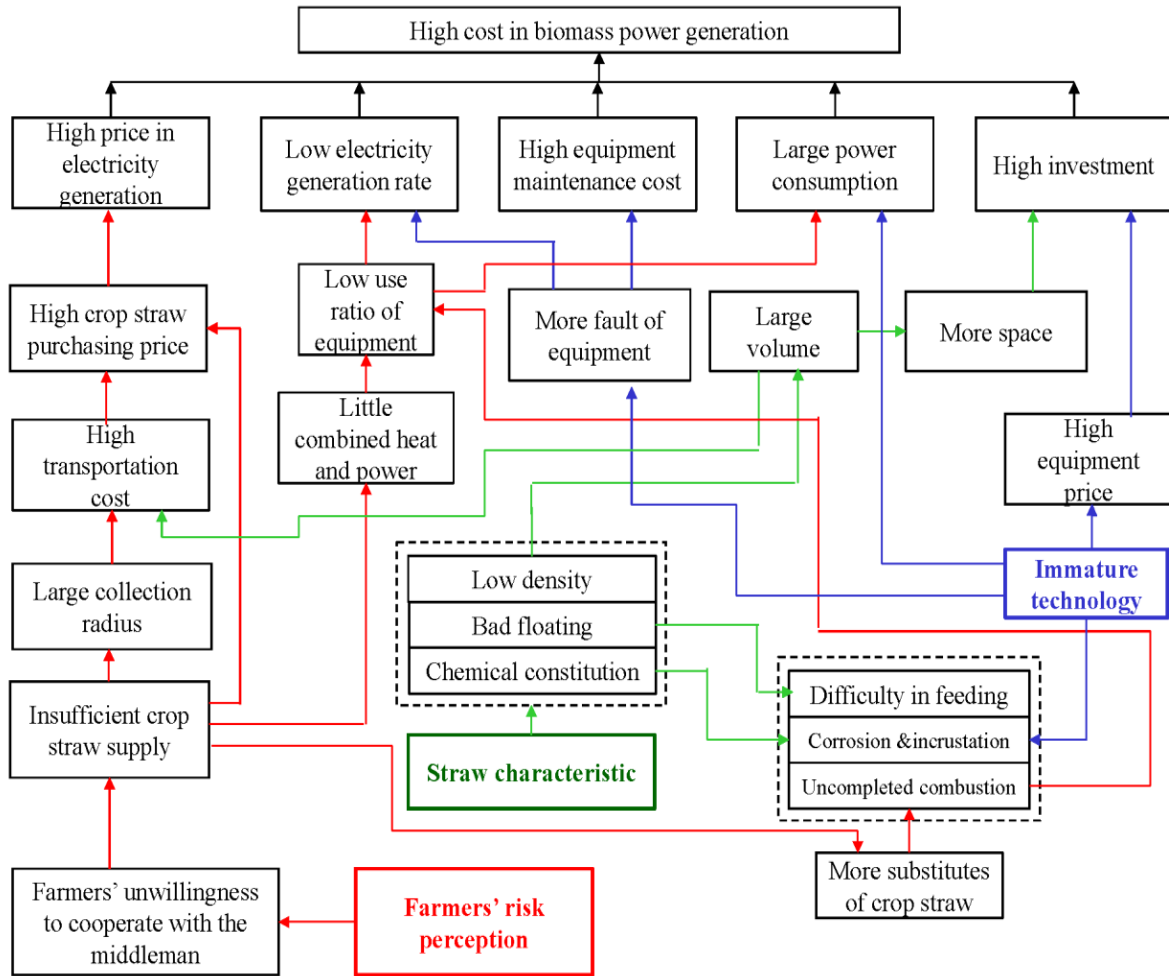 High cost in biomass power generation
High price in
electricity
generation
Low electricity
generation rate
High equipment
maintenance cost
Large power
consumption
High investment
High crop straw
purchasing price
Low use
ratio of
equipment
More fault of
equipment
Large
volume
More space
High
transportation
cost
Little
combined heat
and power
High
equipment
price
Large collection
radius
Low density
Bad floating
Chemical constitution
Immature
technology
Insufficient crop
straw supply
Straw characteristic
Difficulty in feeding
Corrosion &incrustation
Uncompleted combustion
Farmers’ unwillingness
to cooperate with the
middleman
Farmers’ risk
perception
More substitutes
of crop straw